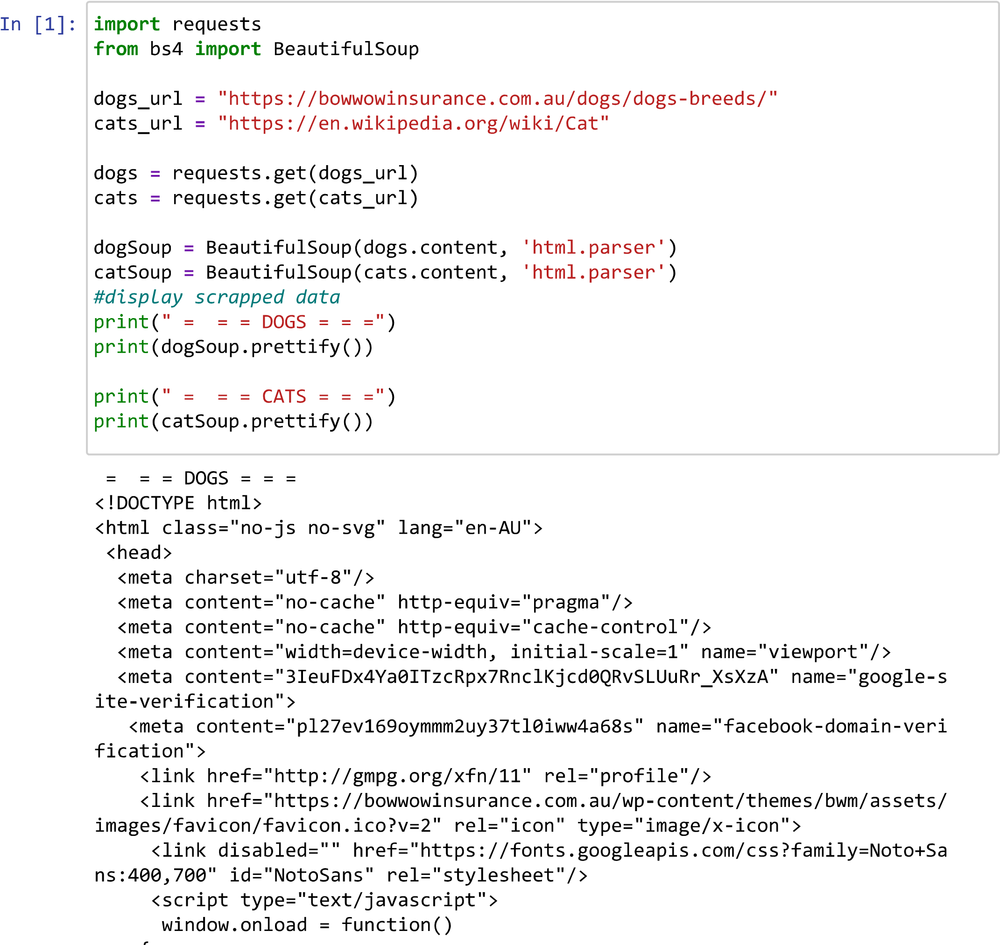 In [1]:
import requests
from bs4 import BeautifulSoup
dogs_url = "https://bowwowinsurance.com.au/dogs/dogs-breeds/"
cats_url = "https://en.wikipedia.org/wiki/Cat"
dogs = requests.get(dogs_url)
cats = requests.get(cats_url)
dogSoup = BeautifulSoup(dogs.content, 'html.parser')
catSoup = BeautifulSoup(cats.content, 'html.parser')
#display scrapped data
print(" =  = = DOGS = = =")
print(dogSoup.prettify())
print(" =  = = CATS = = =")
print(catSoup.prettify())
 =  = = DOGS = = =
<!DOCTYPE html>
<html class="no-js no-svg" lang="en-AU">
 <head>
  <meta charset="utf-8"/>
  <meta content="no-cache" http-equiv="pragma"/>
  <meta content="no-cache" http-equiv="cache-control"/>
  <meta content="width=device-width, initial-scale=1" name="viewport"/>
  <meta content="3IeuFDx4Ya0ITzcRpx7RnclKjcd0QRvSLUuRr_XsXzA" name="google-s
ite-verification">
   <meta content="pl27ev169oymmm2uy37tl0iww4a68s" name="facebook-domain-veri
fication">
    <link href="http://gmpg.org/xfn/11" rel="profile"/>
    <link href="https://bowwowinsurance.com.au/wp-content/themes/bwm/assets/
images/favicon/favicon.ico?v=2" rel="icon" type="image/x-icon">
     <link disabled="" href="https://fonts.googleapis.com/css?family=Noto+Sa
ns:400,700" id="NotoSans" rel="stylesheet"/>
     <script type="text/javascript">
      window.onload = function()